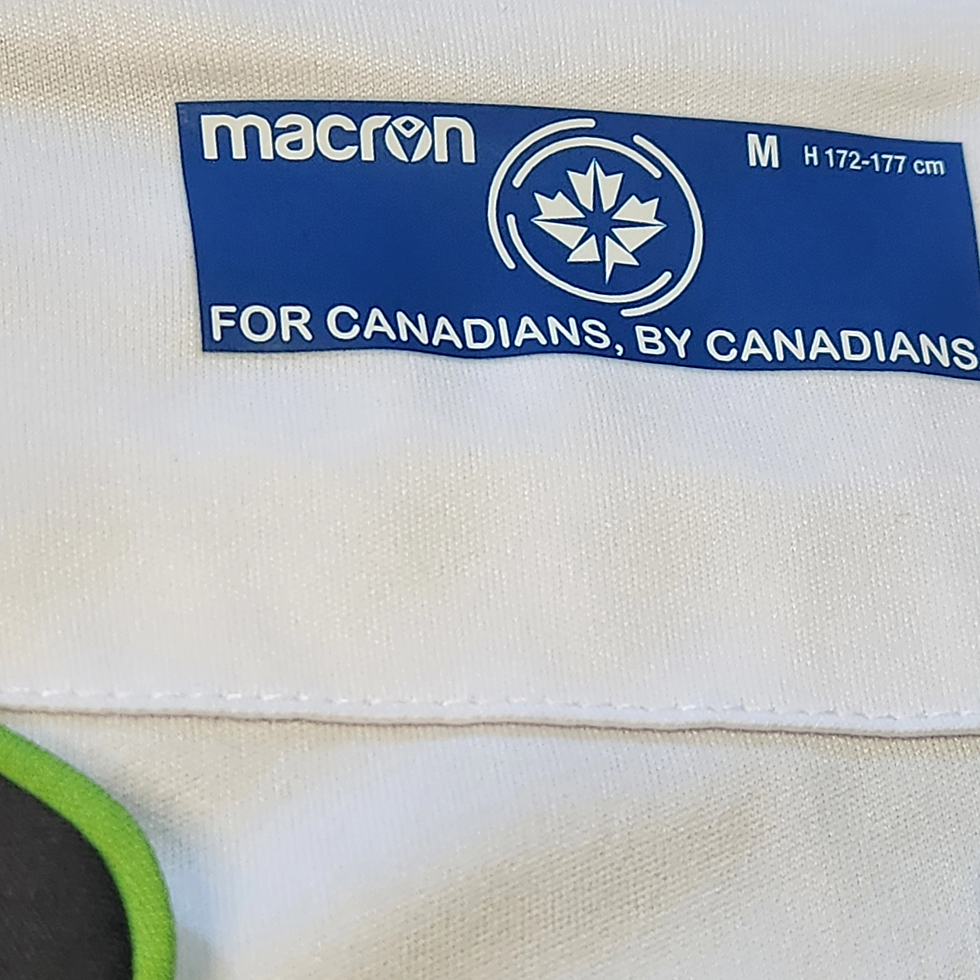 macron M H 172-177 cm
FOR CANADIANS, BY CANADIANS